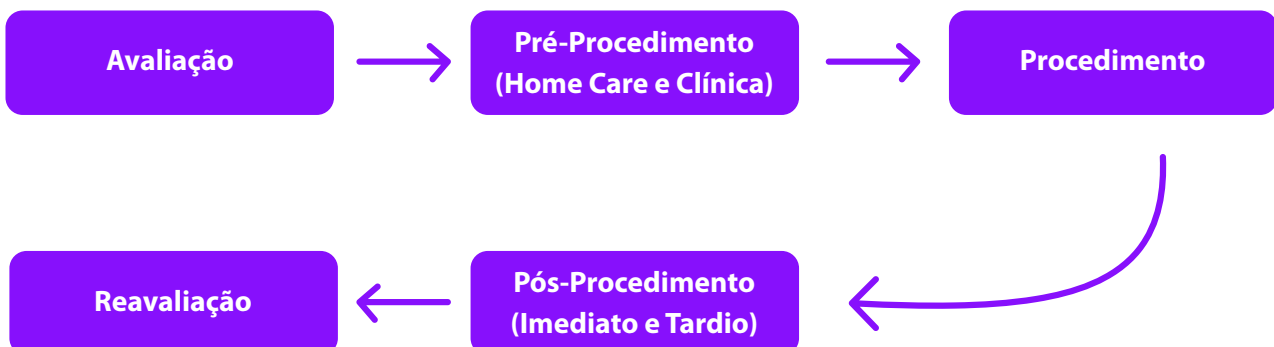 Avaliação
Pré-Procedimento
(Home Care e Clínica)
Procedimento
Pós-Procedimento
(Imediato e Tardio)
Reavaliação